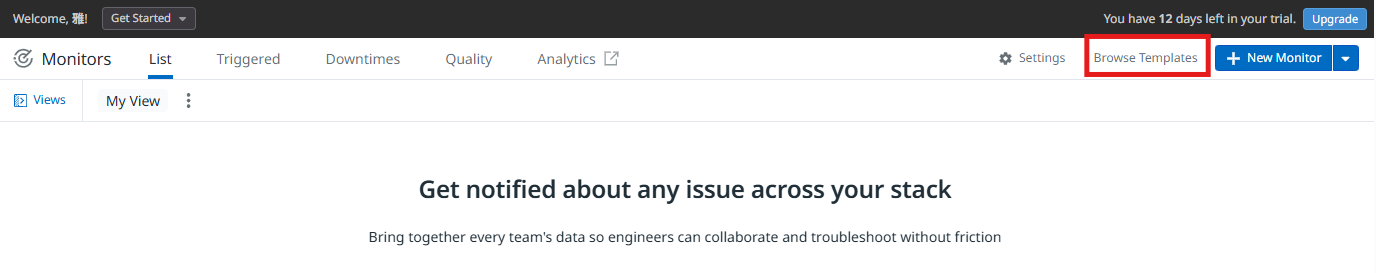 Welcome, 雅! Get Started You have 12 days left in your trial. Upgrade
Monitors List Triggered Downtimes Quality Analytics Settings Browse Templates New Monitor
Views My View
Get notified about any issue across your stack
Bring together every team's data so engineers can collaborate and troubleshoot without friction